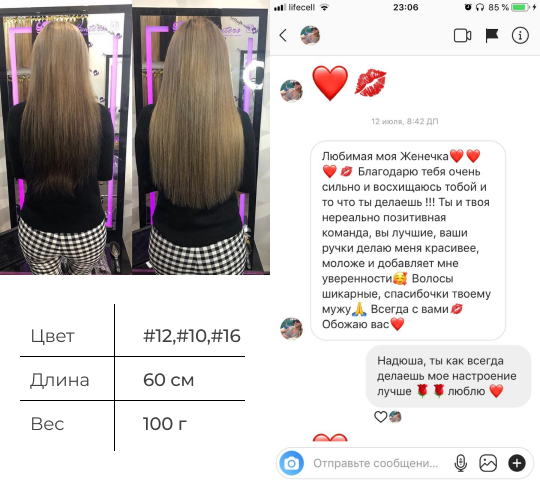 Цвет #12,#10,#16
Длина 60 см
Вес 100 г
lifecell 23:06 85 %
12 июля, 8:42 ДП
Любимая моя Женечка❤️❤️
❤️💋 Благодарю тебя очень
сильно и восхищаюсь тобой и
то что ты делаешь !!! Ты и твоя
нереально позитивная
команда, вы лучшие, ваши
ручки делаю меня красивее,
моложе и добавляет мне
уверенности🥰 Волосы
шикарные, спасибочки твоему
мужу🙏 Всегда с вами💋
Обожаю вас❤️
Надюша, ты как всегда
делаешь мое настроение
лучше 🌹🌹люблю ❤️
Отправьте сообщени...